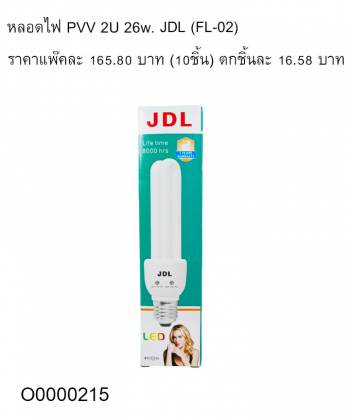 หลอดไฟ PVV 2U 26w. JDL (FL-02)
ราคาแพ๊คละ 165.80 บาท (10ชิ้น) ตกชิ้นละ 16.58 บาท
JDL
Life time
8000 hrs
JDL
LED
O0000215